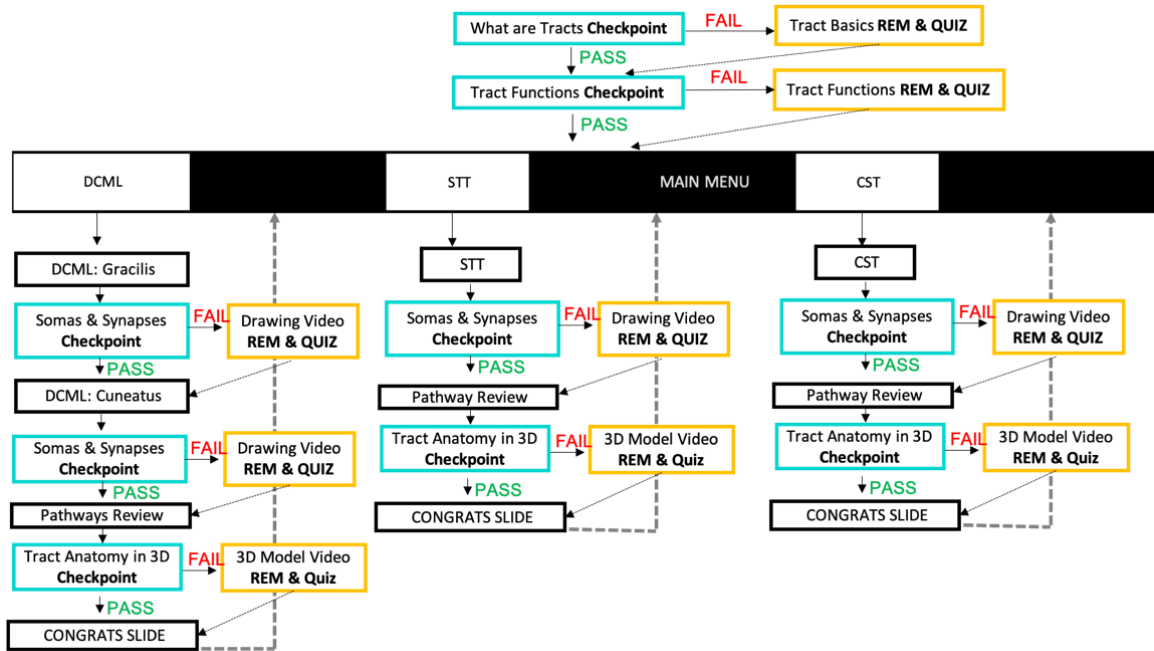 What are Tracts Checkpoint
FAIL
Tract Basics REM & QUIZ
PASS
Tract Functions Checkpoint
FAIL
Tract Functions REM & QUIZ
PASS
DCML
STT
MAIN MENU
CST
DCML: Gracilis
Somas & Synapses
Checkpoint
FAIL
Drawing Video
REM & QUIZ
PASS
DCML: Cuneatus
Somas & Synapses
Checkpoint
FAIL
Drawing Video
REM & QUIZ
PASS
Pathways Review
Tract Anatomy in 3D
Checkpoint
FAIL
3D Model Video
REM & Quiz
PASS
CONGRATS SLIDE
STT
Somas & Synapses
Checkpoint
FAIL
Drawing Video
REM & QUIZ
PASS
Pathway Review
Tract Anatomy in 3D
Checkpoint
FAIL
3D Model Video
REM & Quiz
PASS
CONGRATS SLIDE
CST
Somas & Synapses
Checkpoint
FAIL
Drawing Video
REM & QUIZ
PASS
Pathway Review
Tract Anatomy in 3D
Checkpoint
FAIL
3D Model Video
REM & Quiz
PASS
CONGRATS SLIDE